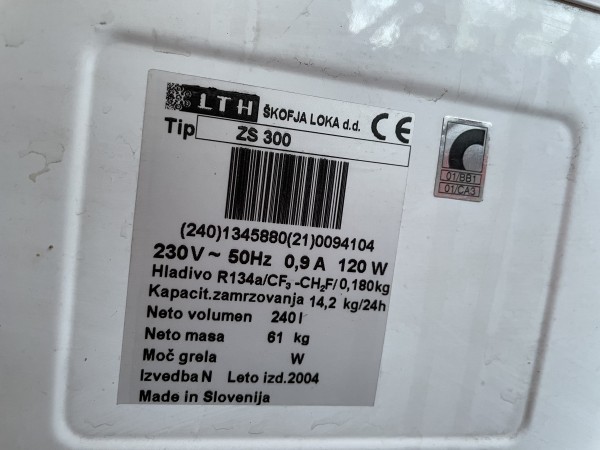 LTH ŠKOFJA LOKA d.d. CE
Tip ZS 300
(240)1345880(21)0094104
230V ~ 50Hz 0,9 A 120 W
Hladivo R134a/CF₃-CH₂F/0,180kg
Kapacit.zamrzovanja 14,2 kg/24h
Neto volumen 240 l
Neto masa 61 kg
Moč grela W
Izvedba N Leto izd.2004
Made in Slovenija
01/BB1
01/CA3